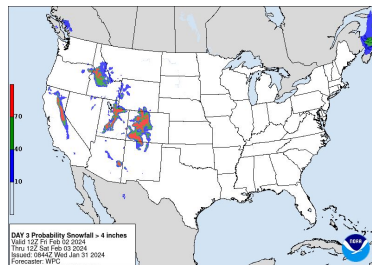 70
40
10
DAY 3 Probability Snowfall > 4 inches
Valid 12Z Fri Feb 02 2024
Thru 12Z Sat Feb 03 2024
Issued: 0844Z Wed Jan 31 2024
Forecaster: WPC
NOAA